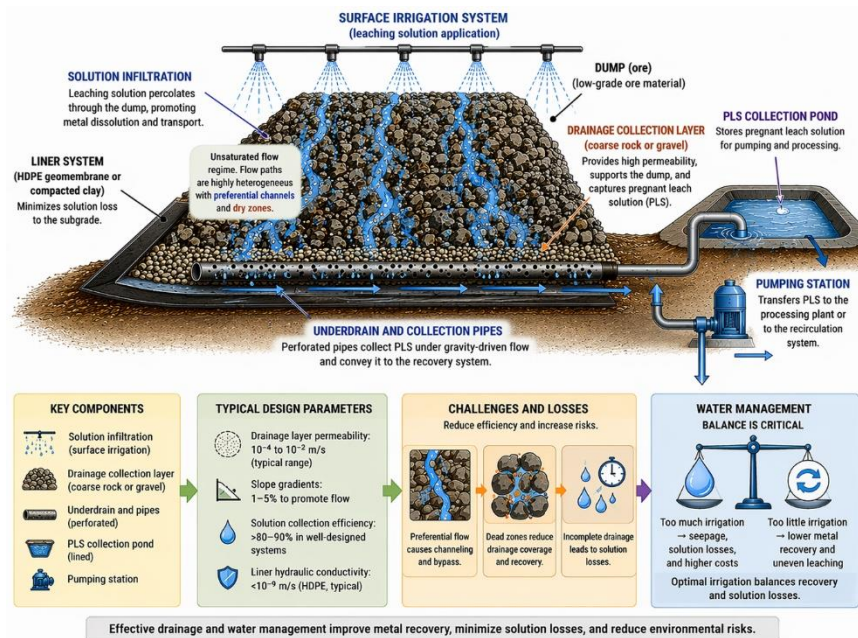 SURFACE IRRIGATION SYSTEM
(leaching solution application)
SOLUTION INFILTRATION
Leaching solution percolates
through the dump, promoting
metal dissolution and transport.
DUMP (ore)
(low-grade ore material)
LINER SYSTEM
(HDPE geomembrane or
compacted clay)
Minimizes solution loss
to the subgrade.
Unsaturated flow
regime. Flow paths
are highly heterogeneus
with preferential channels
and dry zones.
DRAINAGE COLLECTION LAYER
(coarse rock or gravel)
Provides high permeability,
supports the dump, and
captures pregnant leach
solution (PLS).
PLS COLLECTION POND
Stores pregnant leach solution
for pumping and processing.
PUMPING STATION
Transfers PLS to the
processing plant or
to the recirculation
system.
UNDERDRAIN AND COLLECTION PIPES
Perforated pipes collect PLS under gravity-driven flow
and convey it to the recovery system.
KEY COMPONENTS
Solution infiltration
(surface irrigation)
Drainage collection layer
(coarse rock or gravel)
Underdrain and pipes
(perforated)
PLS collection pond
(lined)
Pumping station
TYPICAL DESIGN PARAMETERS
Drainage layer permeability:
10⁻⁴ to 10⁻² m/s
(typical range)
Slope gradients:
1–5% to promote flow
Solution collection efficiency:
>80–90% in well-designed
systems
Liner hydraulic conductivity:
<10⁻⁹ m/s (HDPE, typical)
CHALLENGES AND LOSSES
Reduce efficiency and increase risks.
Preferential flow
causes channeling
and bypass.
Dead zones reduce
drainage coverage
and recovery.
Incomplete drainage
leads to solution
losses.
WATER MANAGEMENT
BALANCE IS CRITICAL
Too much irrigation
→ seepage,
solution losses,
and higher costs
Too little irrigation
→ lower metal
recovery and
uneven leaching
Optimal irrigation balances recovery
and solution losses.
Effective drainage and water management improve metal recovery, minimize solution losses, and reduce environmental risks.